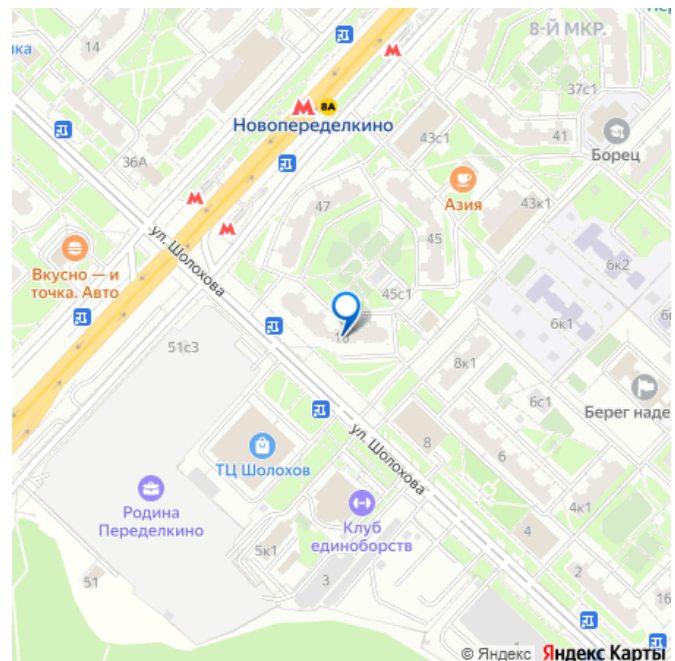 8-Й МКР.
14
37с1
8А
Новопеределкино
43с1
41
Борец
36А
Азия
43к1
47
45
ул. Шолохова
6к2
Вкусно — и
точка. Авто
45с1
6к1
51с3
8к1
6с1
Берег наде
ул. Шолохова
8
ТЦ Шолохов
6
Родина
Переделкино
4к1
Клуб
единоборств
5к1
4
51
3
2
16
© Яндекс Яндекс Карты